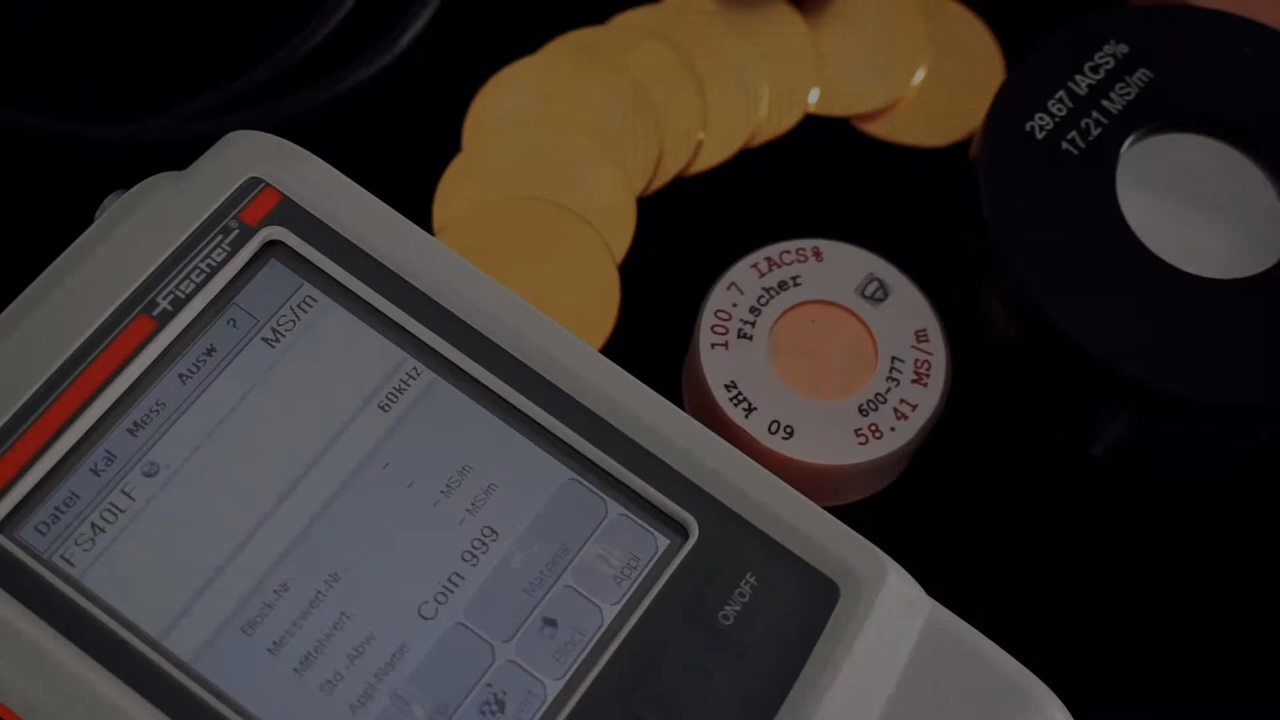 29.67 IACS%
17.21 MS/m
Fischer®
100.7 IACS%
Fischer
600-377
58.41 MS/m
60 kHz
Datei Kal Mess Ausw ?
FS40LF MS/m
60kHz
- -
- MS/m
- MS/m
Block-Nr.
Messwert-Nr.
Mittelwert
Std.-Abw
Appl-Name Coin 999
Material
Appl
Block
ON/OFF